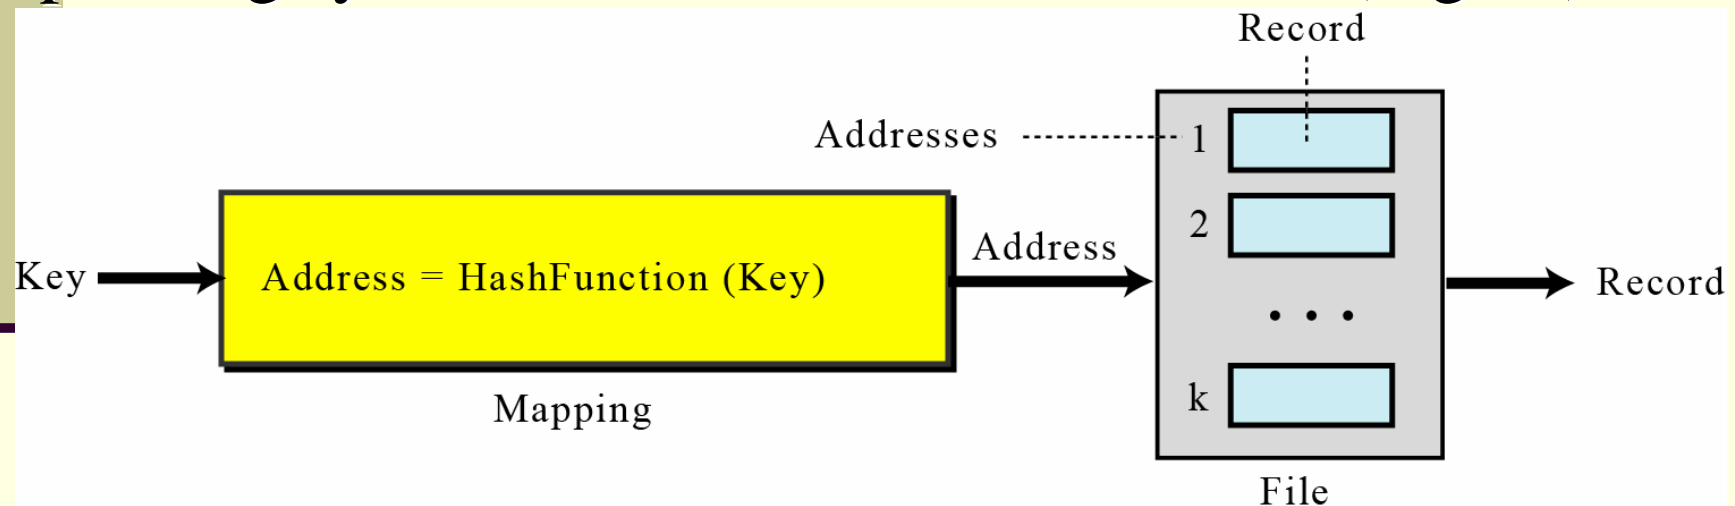 Record
Addresses
1
2
Key
Address = HashFunction (Key)
Address
Record
. . .
k
Mapping
File